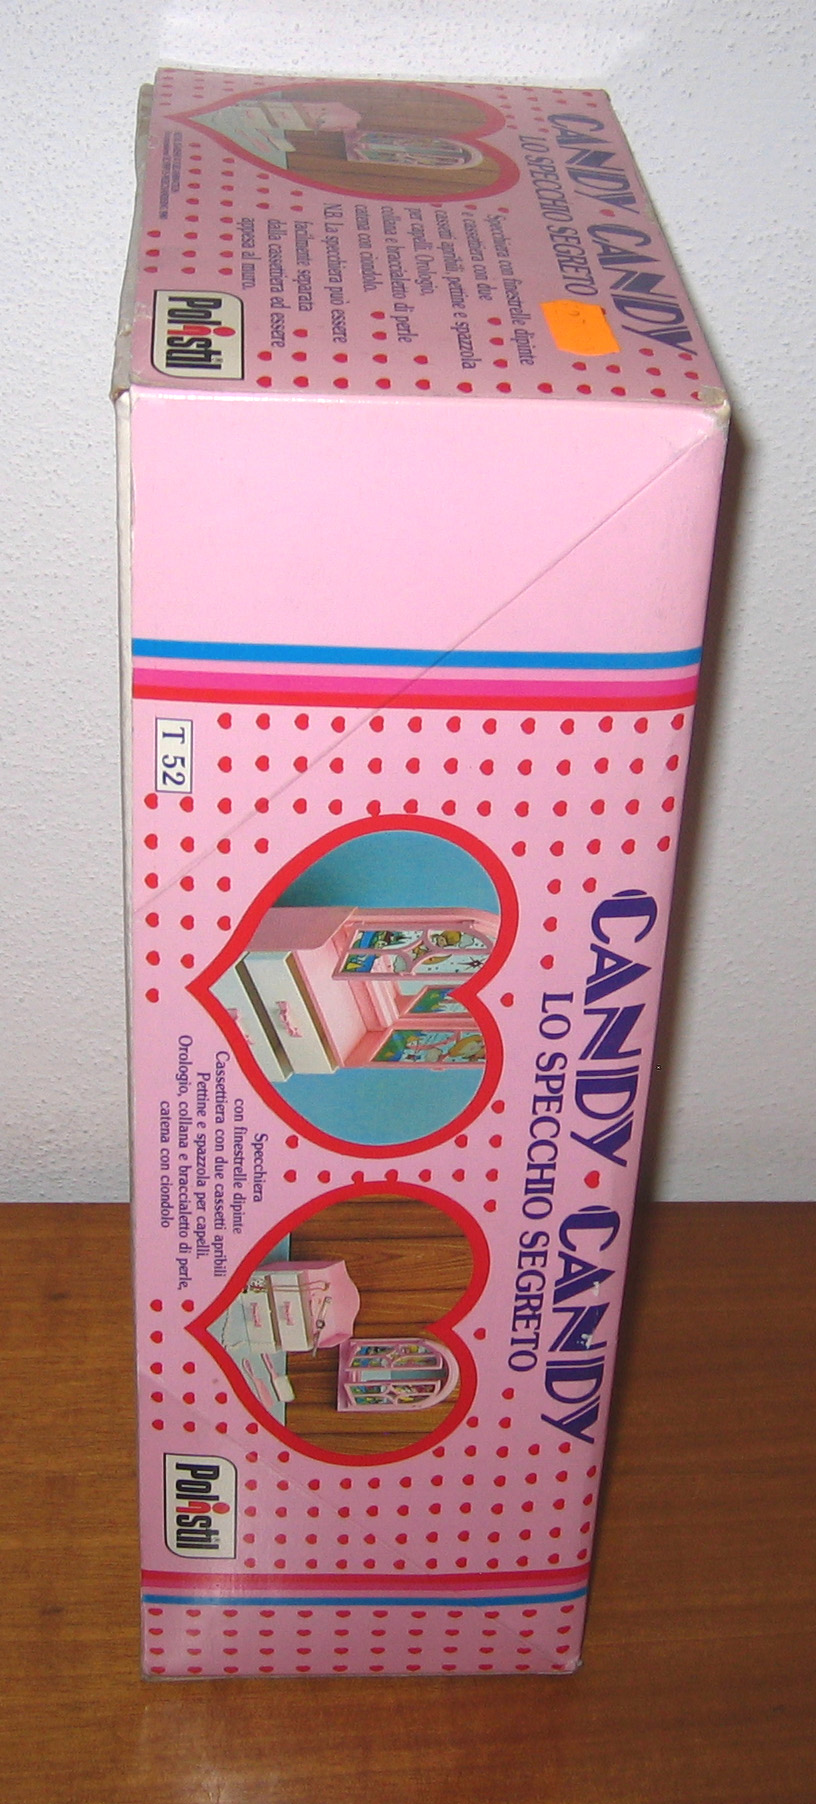 CANDY CANDY
LO SPECCHIO SEGRETO
Specchiera con finestrelle dipinte
e cassettiera con due
cassetti apribili, pettine e spazzola
per capelli. Orologio,
collana e braccialetto di perle
catena con ciondolo.
N.B. La specchiera può essere
facilmente separata
dalla cassettiera ed essere
appesa al muro.
Polistil
T 52
CANDY CANDY
LO SPECCHIO SEGRETO
Specchiera
con finestrelle dipinte
Cassettiera con due cassetti apribili
Pettine e spazzola per capelli.
Orologio, collana e braccialetto di perle,
catena con ciondolo
Polistil